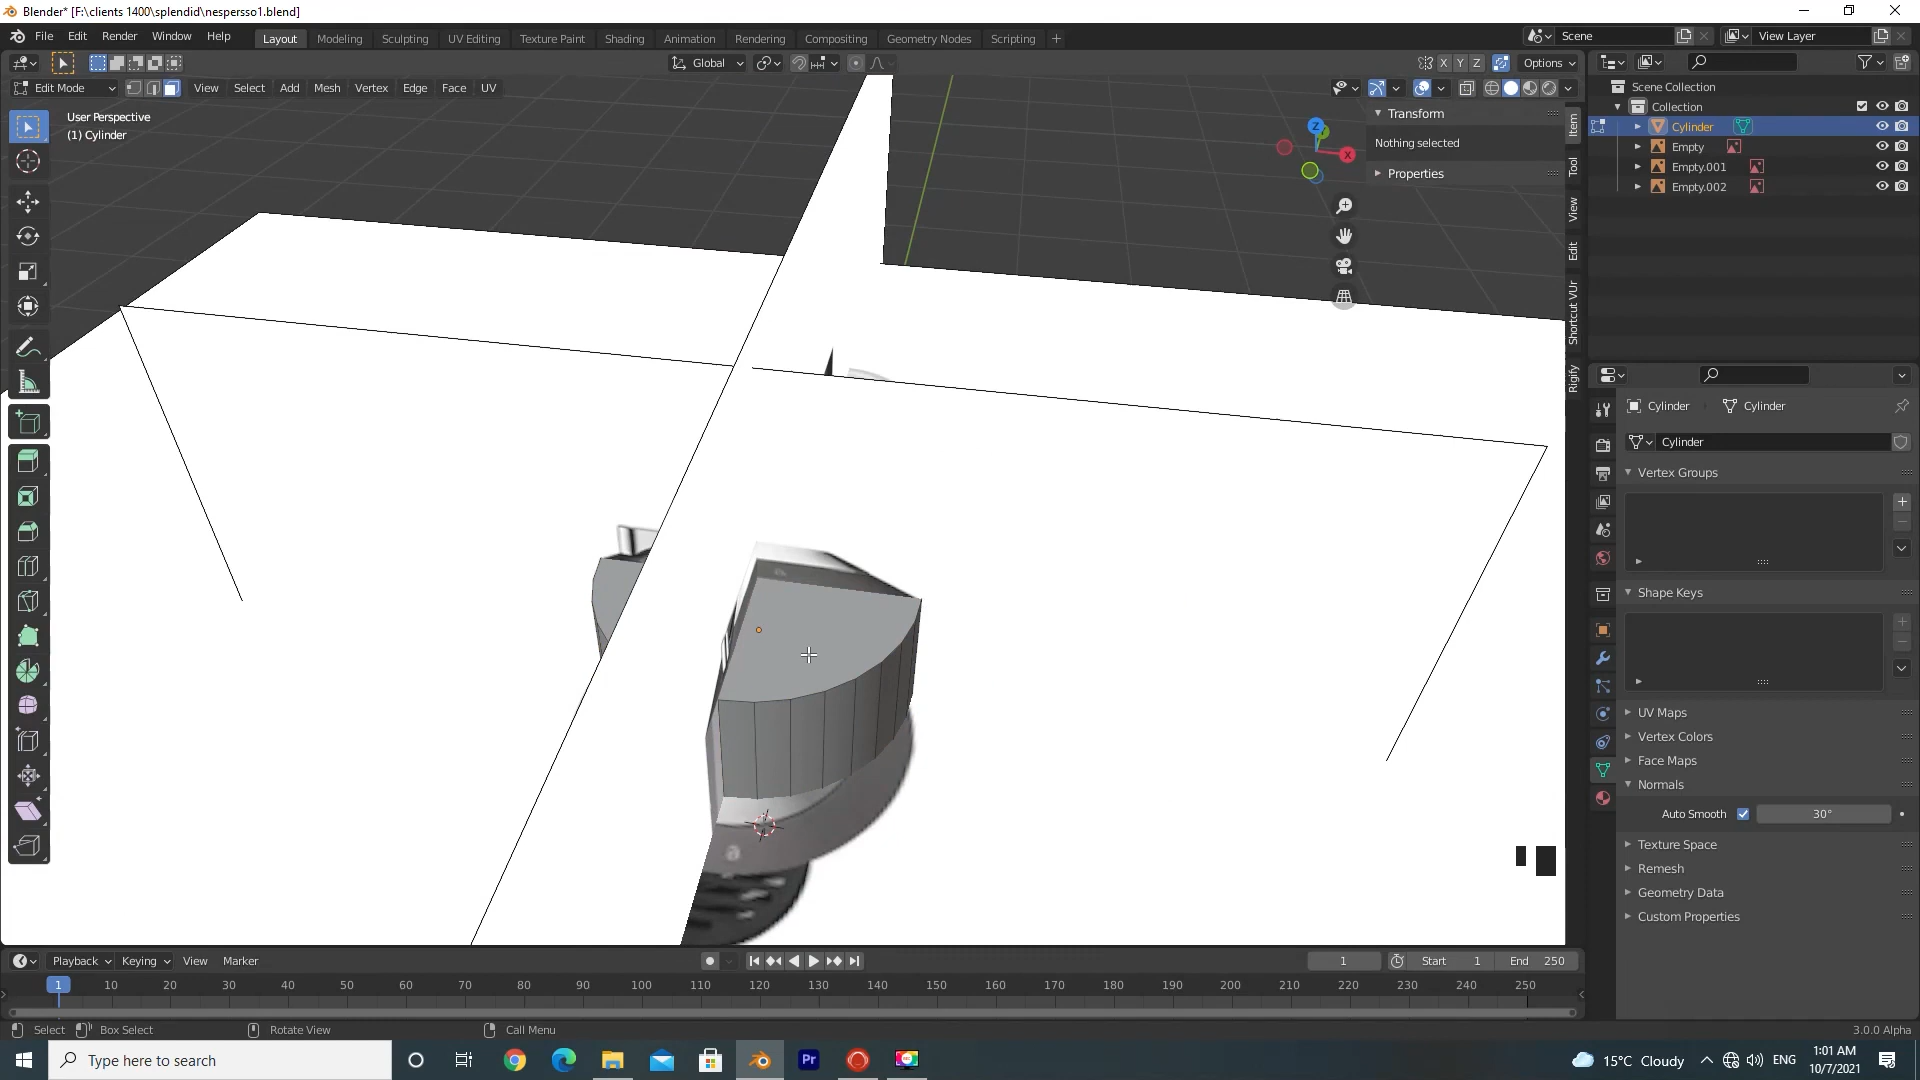 Blender* [F:\clients 1400\splendid\nespersso1.blend]
File Edit Render Window Help Layout Modeling Sculpting UV Editing Texture Paint Shading Animation Rendering Compositing Geometry Nodes Scripting + Scene View Layer
Global X Y Z Options
Edit Mode View Select Add Mesh Vertex Edge Face UV
User Perspective
(1) Cylinder
Transform
Nothing selected
Properties
Z
X
Item
Tool
View
Edit
Shortcut VUr
Rigify
Scene Collection
Collection
Cylinder
Empty
Empty.001
Empty.002
Cylinder Cylinder
Cylinder
Vertex Groups
Shape Keys
UV Maps
Vertex Colors
Face Maps
Normals
Auto Smooth 30°
Texture Space
Remesh
Geometry Data
Custom Properties
Playback Keying View Marker 1 Start 1 End 250
1 10 20 30 40 50 60 70 80 90 100 110 120 130 140 150 160 170 180 190 200 210 220 230 240 250
Select Box Select Rotate View Call Menu 3.0.0 Alpha
Type here to search
Pr
15°C Cloudy ENG
1:01 AM
10/7/2021